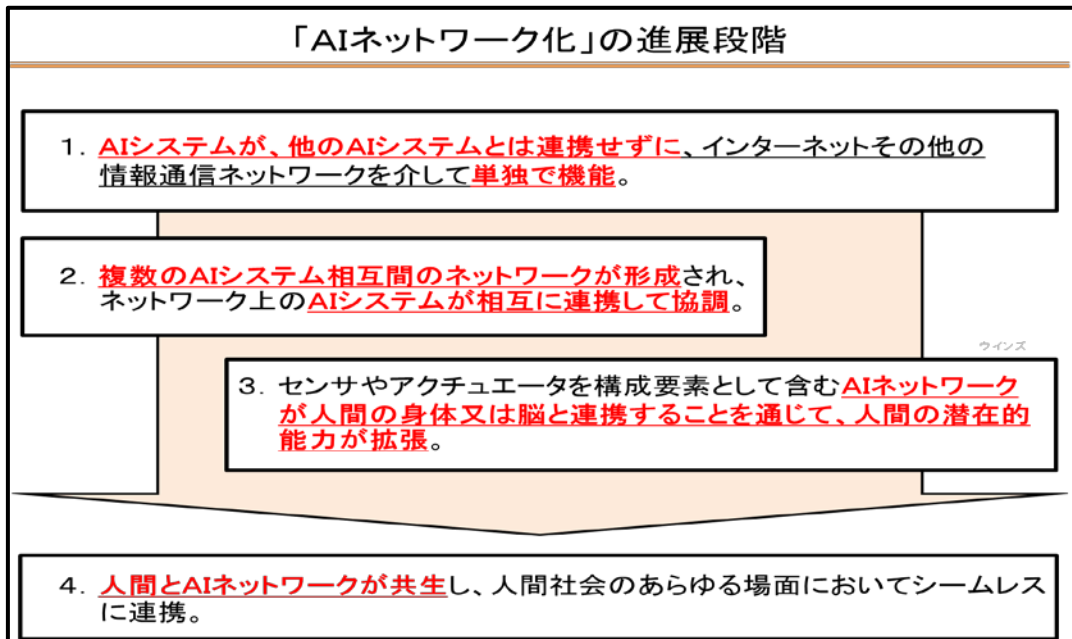 「AIネットワーク化」の進展段階
1．AIシステムが、他のAIシステムとは連携せずに、インターネットその他の
情報通信ネットワークを介して単独で機能。
2．複数のAIシステム相互間のネットワークが形成され、
ネットワーク上のAIシステムが相互に連携して協調。
ウインズ
3．センサやアクチュエータを構成要素として含むAIネットワーク
が人間の身体又は脳と連携することを通じて、人間の潜在的
能力が拡張。
4．人間とAIネットワークが共生し、人間社会のあらゆる場面においてシームレス
に連携。